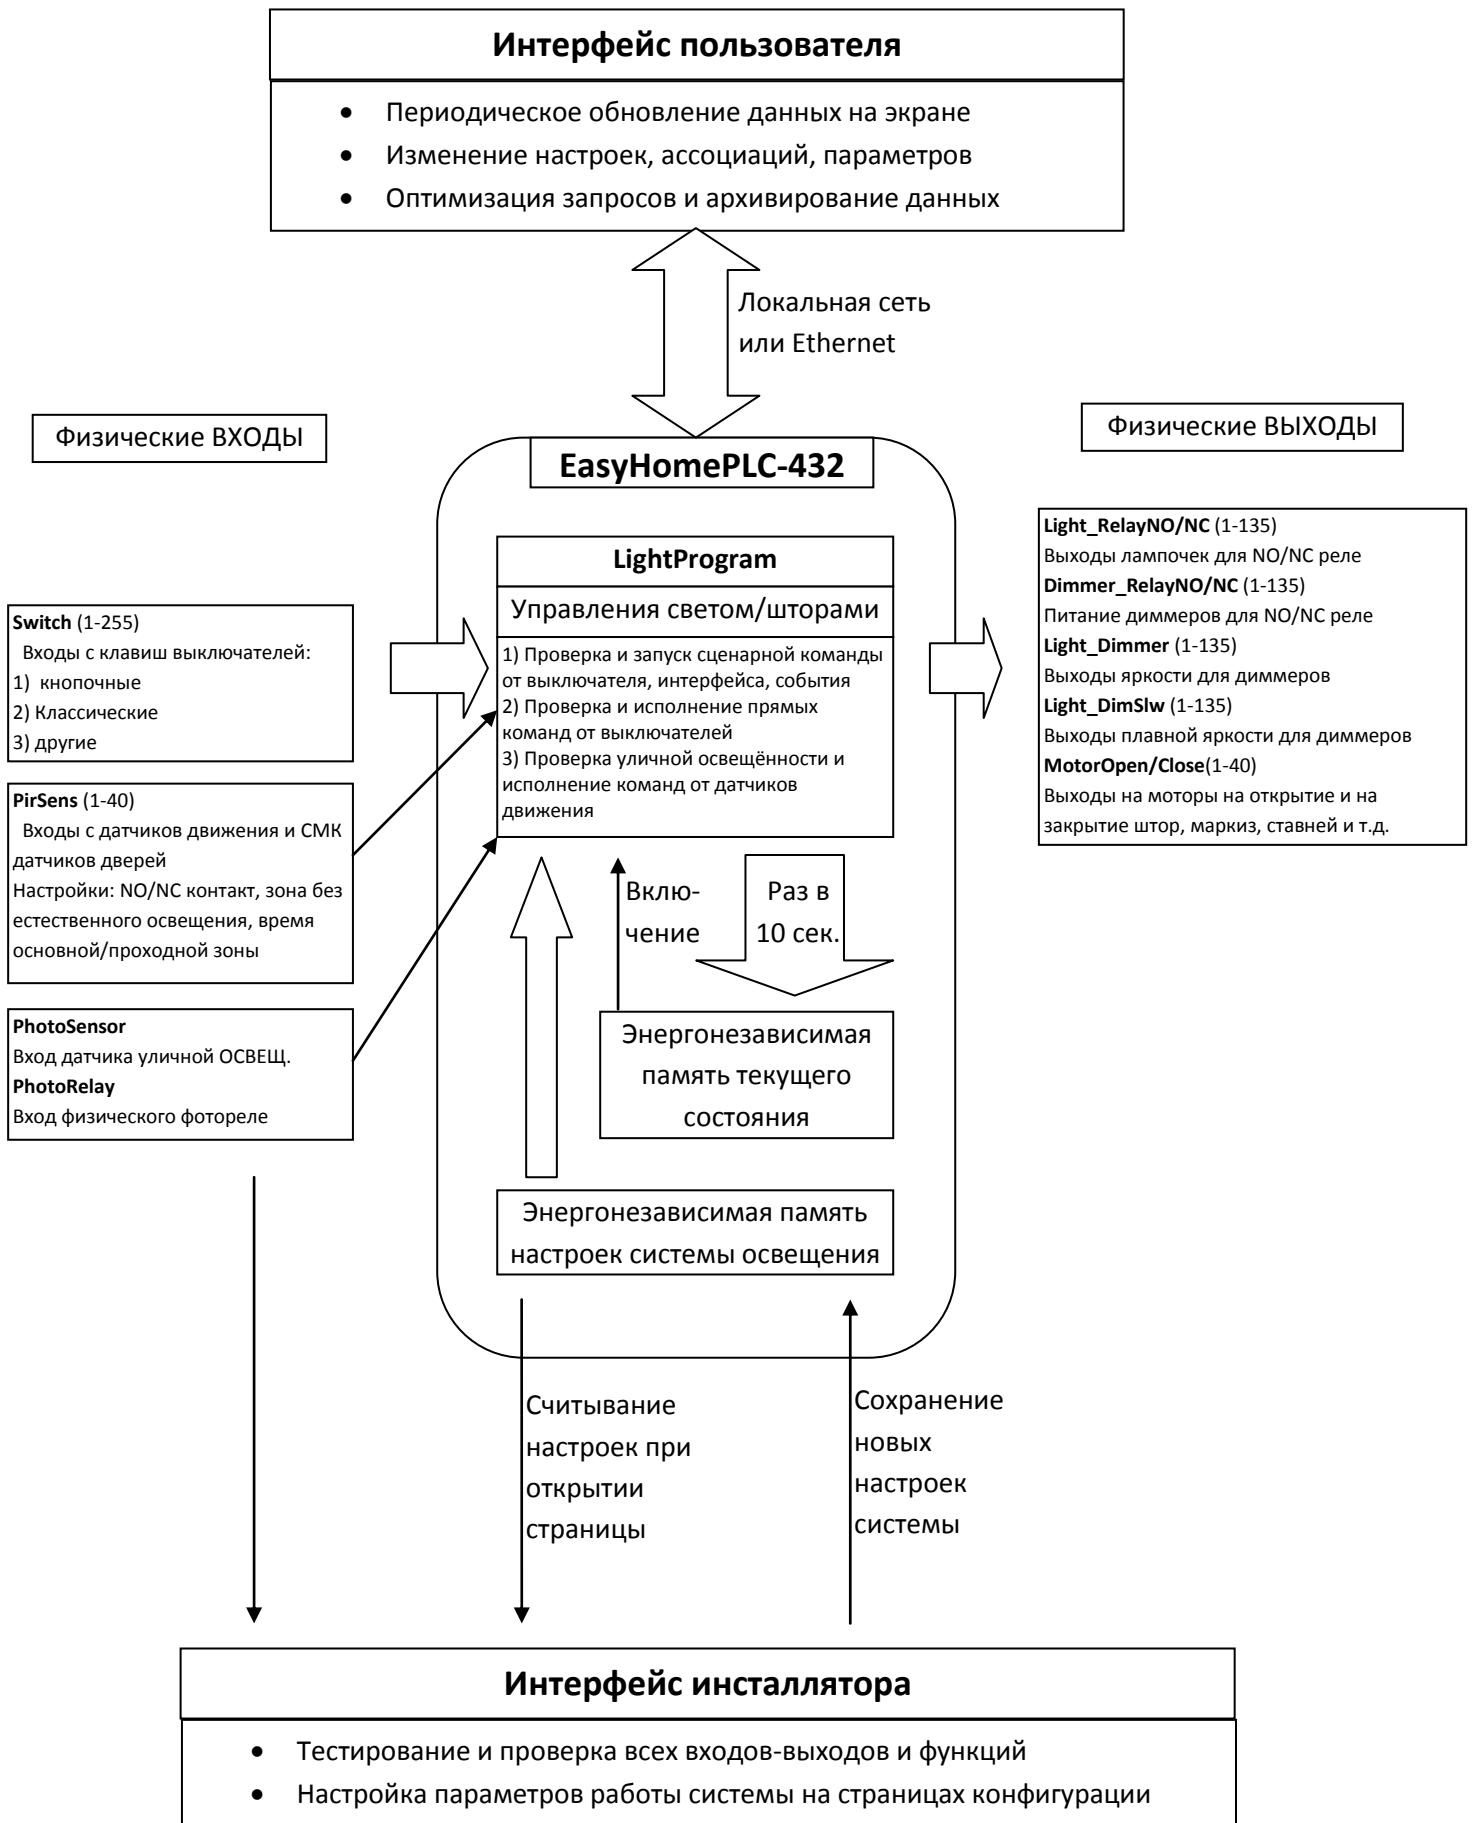 Интерфейс пользователя
• Периодическое обновление данных на экране
• Изменение настроек, ассоциаций, параметров
• Оптимизация запросов и архивирование данных
Локальная сеть
или Ethernet
Физические ВХОДЫ
Switch (1-255)
Входы с клавиш выключателей:
1) кнопочные
2) Классические
3) другие
PirSens (1-40)
Входы с датчиков движения и СМК
датчиков дверей
Настройки: NO/NC контакт, зона без
естественного освещения, время
основной/проходной зоны
PhotoSensor
Вход датчика уличной ОСВЕЩ.
PhotoRelay
Вход физического фотореле
EasyHomePLC-432
LightProgram
Управления светом/шторами
1) Проверка и запуск сценарной команды
от выключателя, интерфейса, события
2) Проверка и исполнение прямых
команд от выключателей
3) Проверка уличной освещённости и
исполнение команд от датчиков
движения
Вклю-
чение
Раз в
10 сек.
Энергонезависимая
память текущего
состояния
Энергонезависимая память
настроек системы освещения
Физические ВЫХОДЫ
Light_RelayNO/NC (1-135)
Выходы лампочек для NO/NC реле
Dimmer_RelayNO/NC (1-135)
Питание диммеров для NO/NC реле
Light_Dimmer (1-135)
Выходы яркости для диммеров
Light_DimSlw (1-135)
Выходы плавной яркости для диммеров
MotorOpen/Close(1-40)
Выходы на моторы на открытие и на
закрытие штор, маркиз, ставней и т.д.
Считывание
настроек при
открытии
страницы
Сохранение
новых
настроек
системы
Интерфейс инсталлятора
• Тестирование и проверка всех входов-выходов и функций
• Настройка параметров работы системы на страницах конфигурации